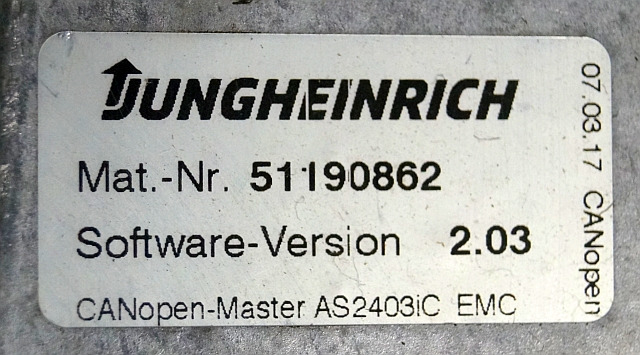 JUNGHEINRICH
Mat.-Nr. 51190862
Software-Version 2.03
CANopen-Master AS2403iC EMC
07.03.17 CANopen